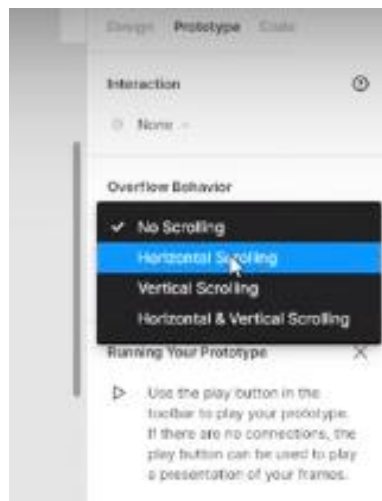 Design Prototype Code
Interaction
None
Overflow Behavior
No Scrolling
Horizontal Scrolling
Vertical Scrolling
Horizontal & Vertical Scrolling
Running Your Prototype
Use the play button in the
toolbar to play your prototype.
If there are no connections, the
play button can be used to play
a presentation of your frames.